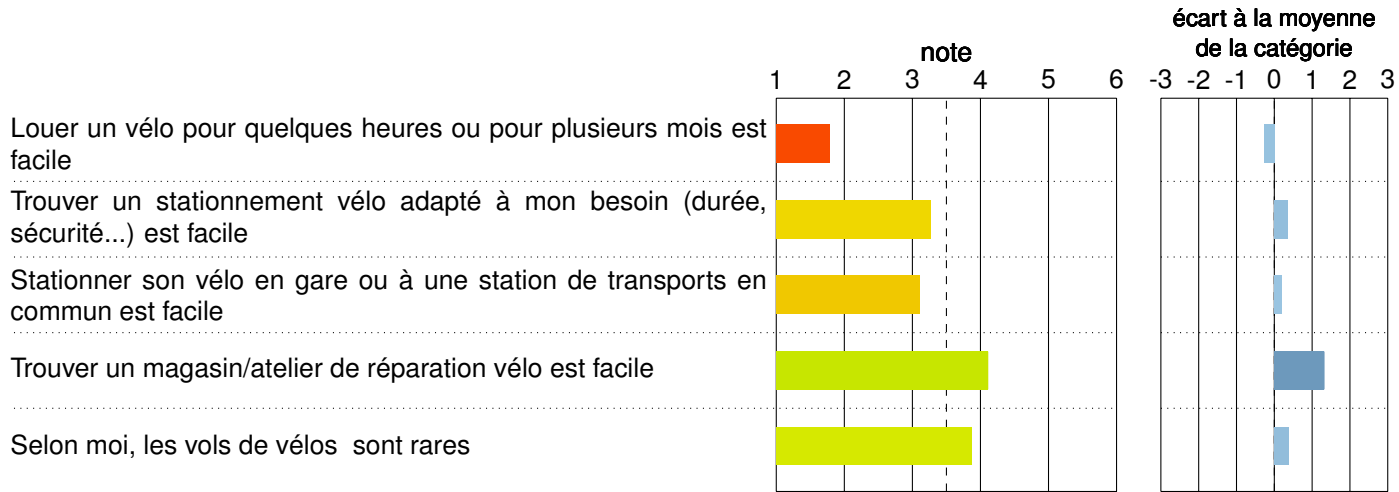 écart à la moyenne
de la catégorie
note
1 2 3 4 5 6
-3 -2 -1 0 1 2 3
Louer un vélo pour quelques heures ou pour plusieurs mois est
facile
Trouver un stationnement vélo adapté à mon besoin (durée,
sécurité...) est facile
Stationner son vélo en gare ou à une station de transports en
commun est facile
Trouver un magasin/atelier de réparation vélo est facile
Selon moi, les vols de vélos sont rares